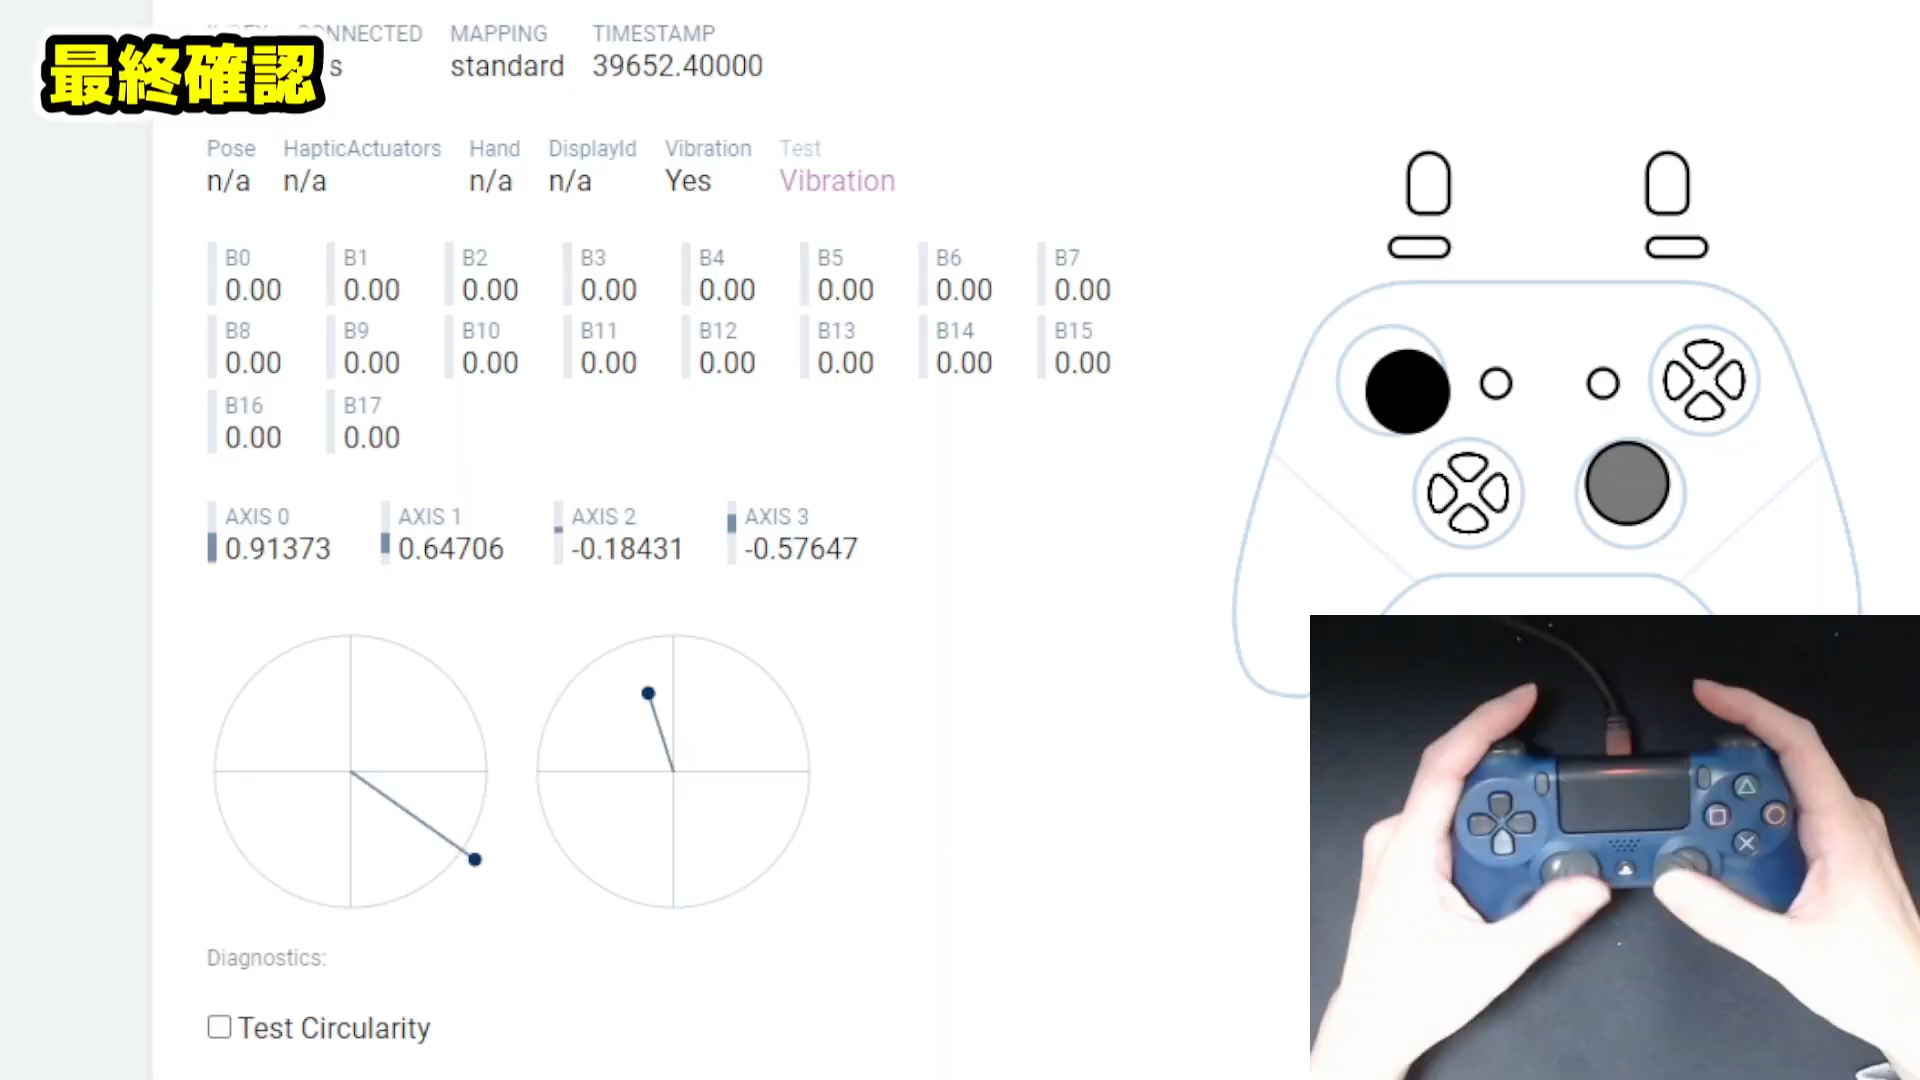 最終確認
CONNECTED MAPPING TIMESTAMP
s standard 39652.40000
Pose HapticActuators Hand DisplayId Vibration Test
n/a n/a n/a n/a Yes Vibration
B0 B1 B2 B3 B4 B5 B6 B7
0.00 0.00 0.00 0.00 0.00 0.00 0.00 0.00
B8 B9 B10 B11 B12 B13 B14 B15
0.00 0.00 0.00 0.00 0.00 0.00 0.00 0.00
B16 B17
0.00 0.00
AXIS 0 AXIS 1 AXIS 2 AXIS 3
0.91373 0.64706 -0.18431 -0.57647
Diagnostics:
Test Circularity